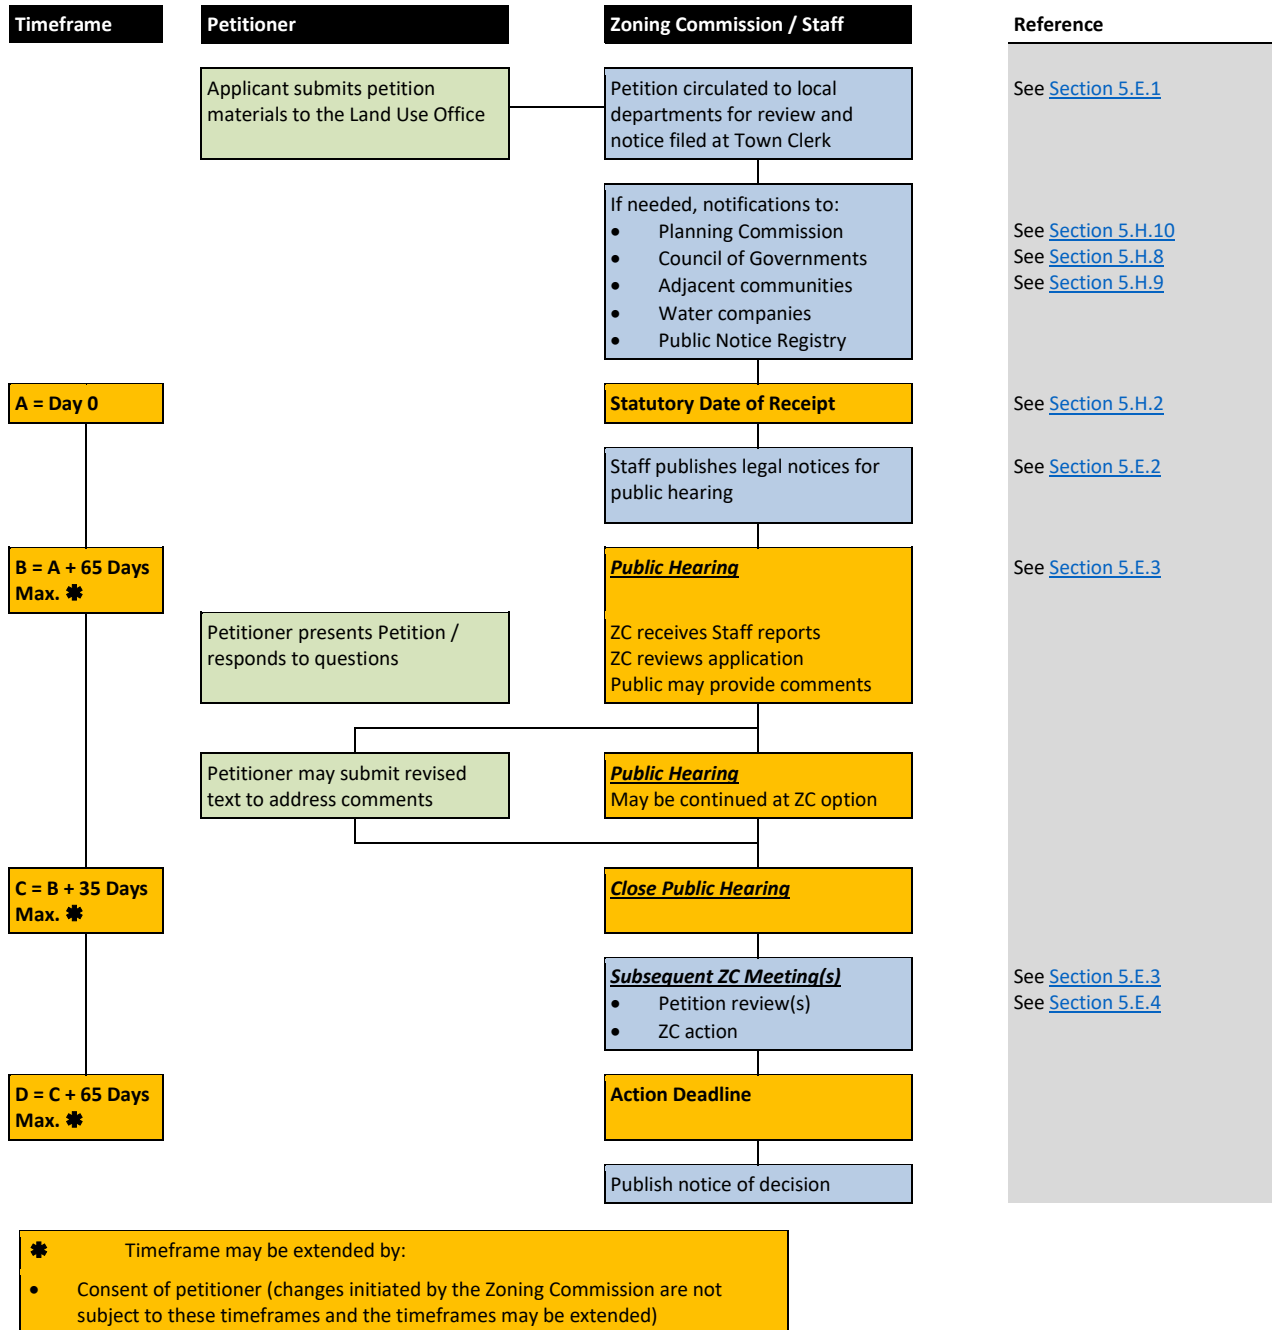 Timeframe
Petitioner
Zoning Commission / Staff
Reference
Applicant submits petition
materials to the Land Use Office
Petition circulated to local
departments for review and
notice filed at Town Clerk
See Section 5.E.1
If needed, notifications to:
• Planning Commission
• Council of Governments
• Adjacent communities
• Water companies
• Public Notice Registry
See Section 5.H.10
See Section 5.H.8
See Section 5.H.9
A = Day 0
Statutory Date of Receipt
See Section 5.H.2
Staff publishes legal notices for
public hearing
See Section 5.E.2
B = A + 65 Days
Max. ✱
Public Hearing
See Section 5.E.3
Petitioner presents Petition /
responds to questions
ZC receives Staff reports
ZC reviews application
Public may provide comments
Petitioner may submit revised
text to address comments
Public Hearing
May be continued at ZC option
C = B + 35 Days
Max. ✱
Close Public Hearing
Subsequent ZC Meeting(s)
• Petition review(s)
• ZC action
See Section 5.E.3
See Section 5.E.4
D = C + 65 Days
Max. ✱
Action Deadline
Publish notice of decision
✱ Timeframe may be extended by:
• Consent of petitioner (changes initiated by the Zoning Commission are not
subject to these timeframes and the timeframes may be extended)